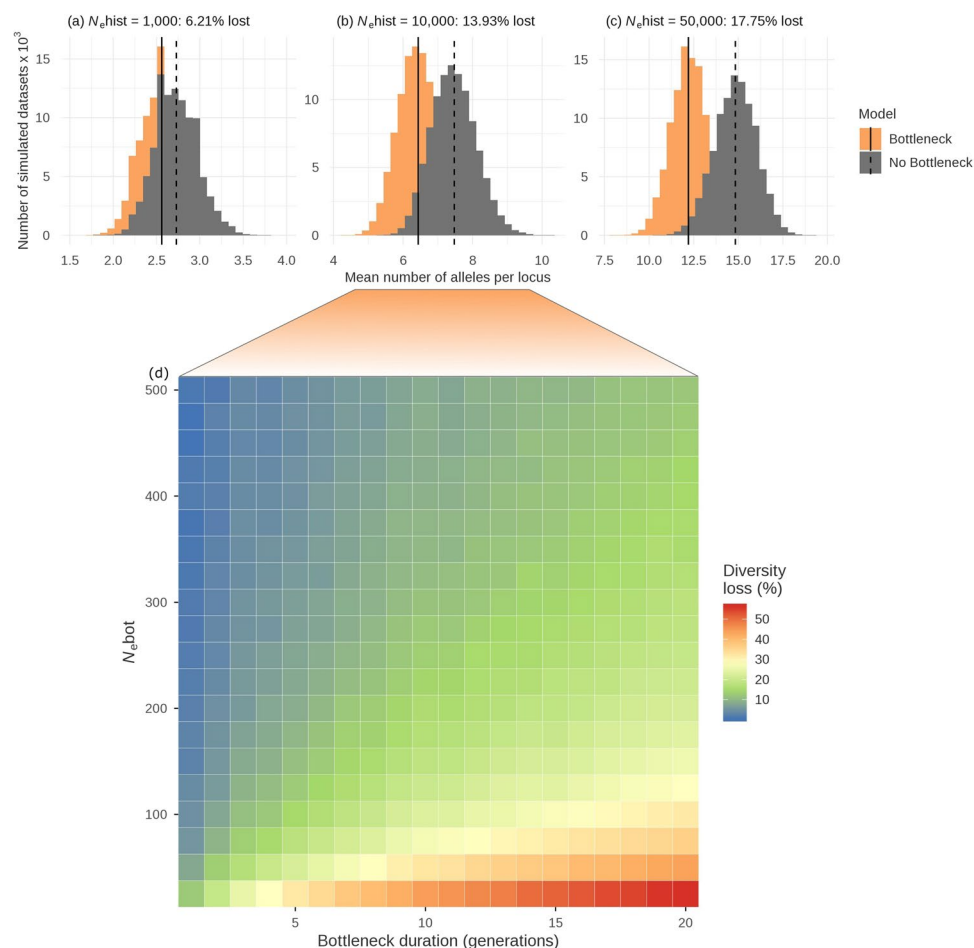 (a) Nₑhist = 1,000: 6.21% lost
(b) Nₑhist = 10,000: 13.93% lost
(c) Nₑhist = 50,000: 17.75% lost
Number of simulated datasets x 10³
15
10
5
0
1.5 2.0 2.5 3.0 3.5 4.0
10
5
0
4 6 8 10
15
10
5
0
7.5 10.0 12.5 15.0 17.5 20.0
Mean number of alleles per locus
Model
Bottleneck
No Bottleneck
(d)
Nₑbot
500
400
300
200
100
5 10 15 20
Bottleneck duration (generations)
Diversity
loss (%)
50
40
30
20
10